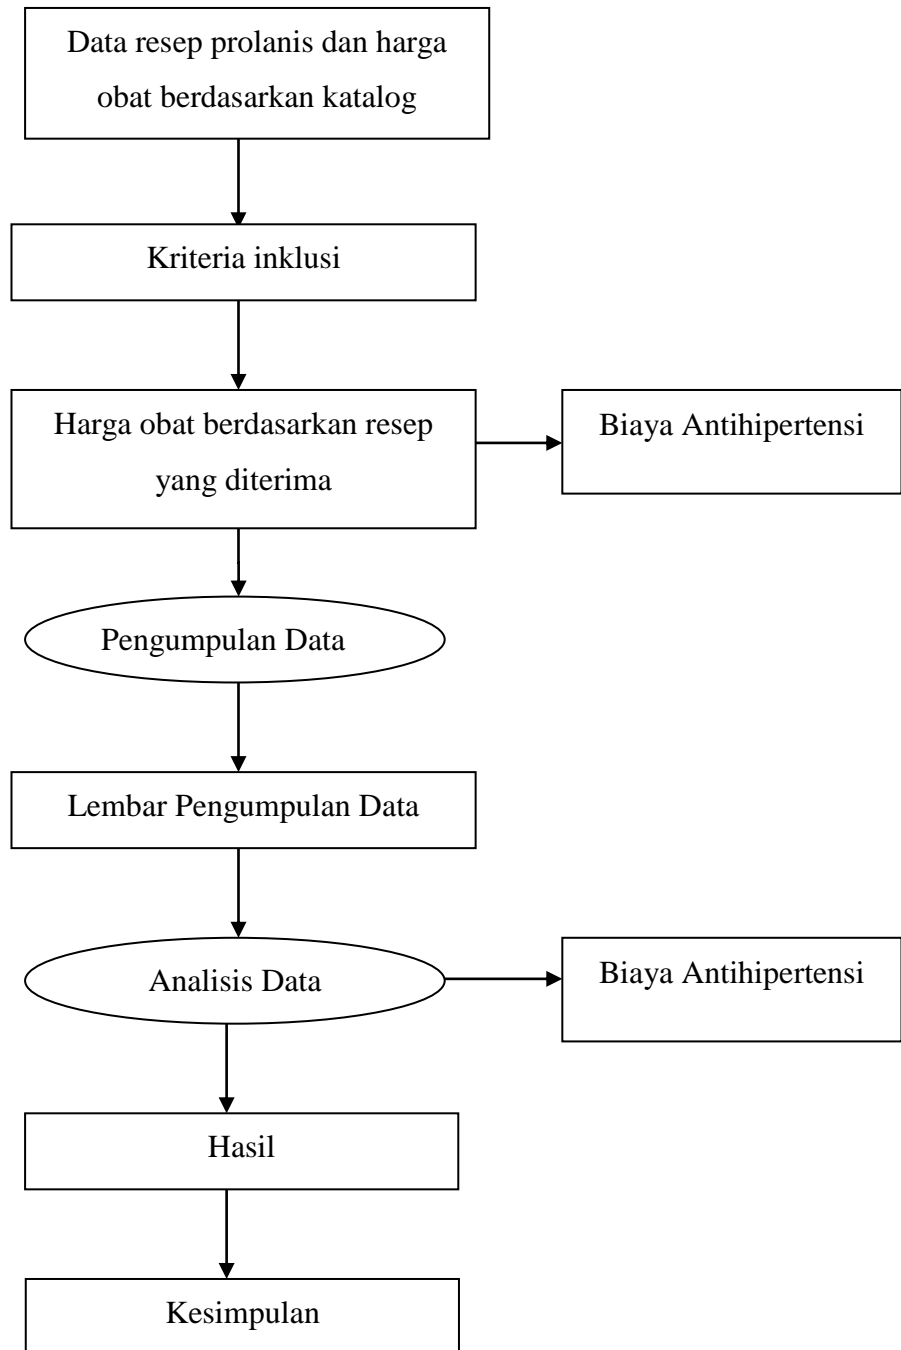 Data resep prolanis dan harga
obat berdasarkan katalog
Kriteria inklusi
Harga obat berdasarkan resep
yang diterima
Biaya Antihipertensi
Pengumpulan Data
Lembar Pengumpulan Data
Analisis Data
Biaya Antihipertensi
Hasil
Kesimpulan